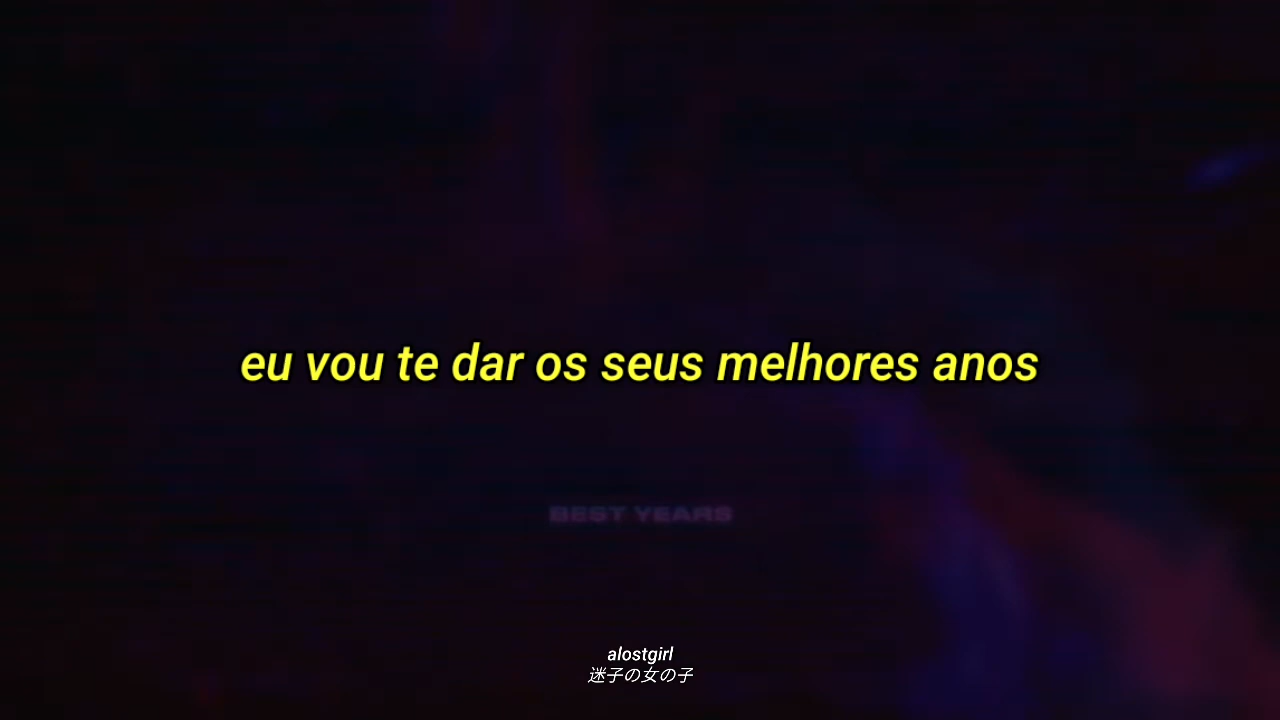 eu vou te dar os seus melhores anos
BEST YEARS
alostgirl
迷子の女の子